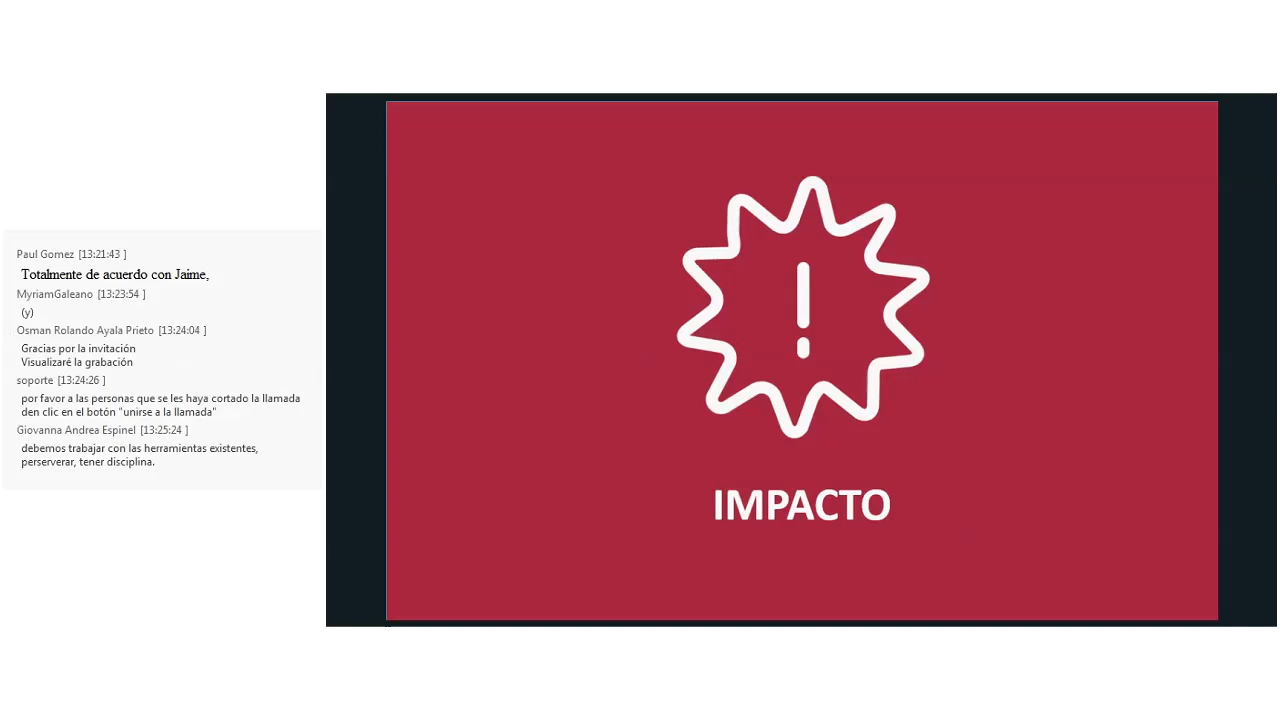 Paul Gomez [13:21:43 ]
Totalmente de acuerdo con Jaime,
MyriamGaleano [13:23:54 ]
(y)
Osman Rolando Ayala Prieto [13:24:04 ]
Gracias por la invitación
Visualizaré la grabación
soporte [13:24:26 ]
por favor a las personas que se les haya cortado la llamada
den clic en el botón "unirse a la llamada"
Giovanna Andrea Espinel [13:25:24 ]
debemos trabajar con las herramientas existentes,
perserverar, tener disciplina.
!
IMPACTO